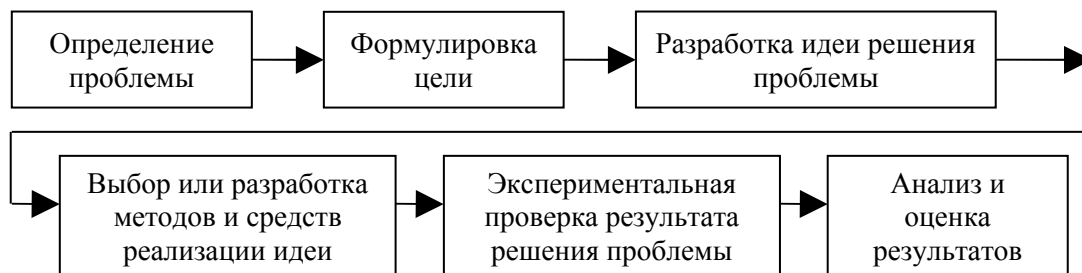 Определение
проблемы
Формулировка
цели
Разработка идеи решения
проблемы
Выбор или разработка
методов и средств
реализации идеи
Экспериментальная
проверка результата
решения проблемы
Анализ и
оценка
результатов